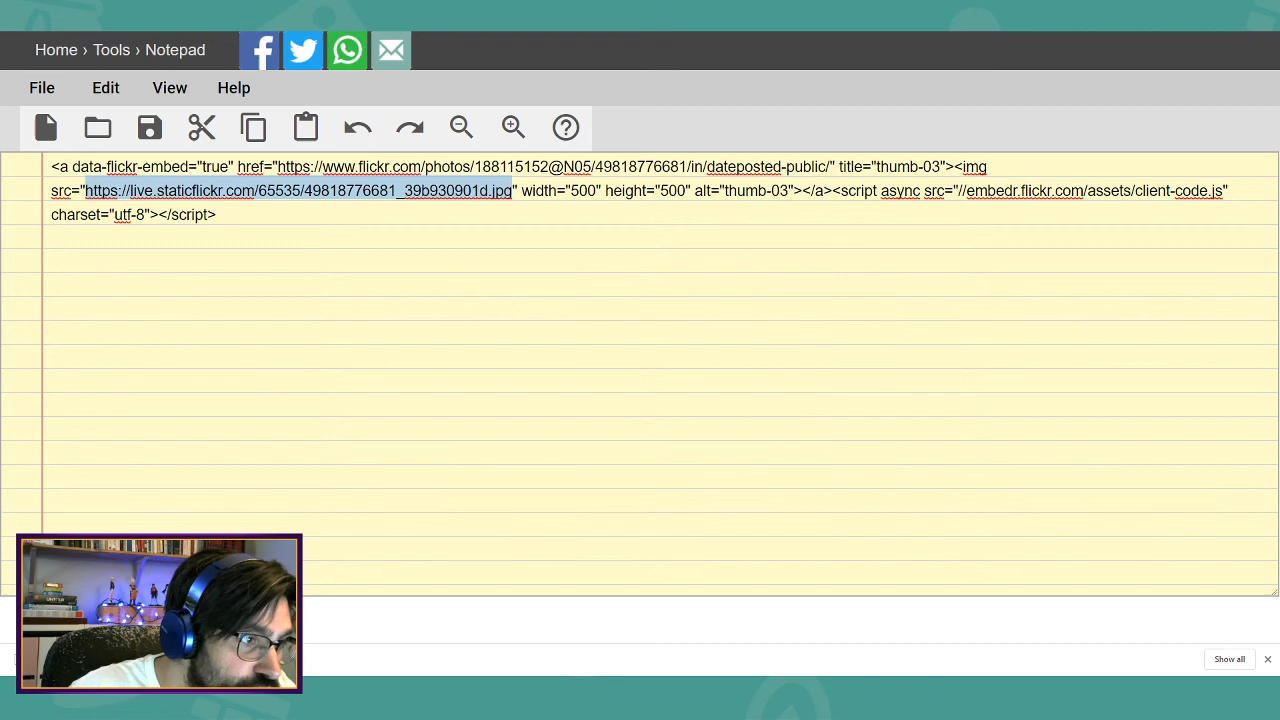 Home › Tools › Notepad
File Edit View Help
<a data-flickr-embed="true" href="https://www.flickr.com/photos/188115152@N05/49818776681/in/dateposted-public/" title="thumb-03"><img
src="https://live.staticflickr.com/65535/49818776681_39b930901d.jpg" width="500" height="500" alt="thumb-03"></a><script async src="//embedr.flickr.com/assets/client-code.js"
charset="utf-8"></script>
Show all